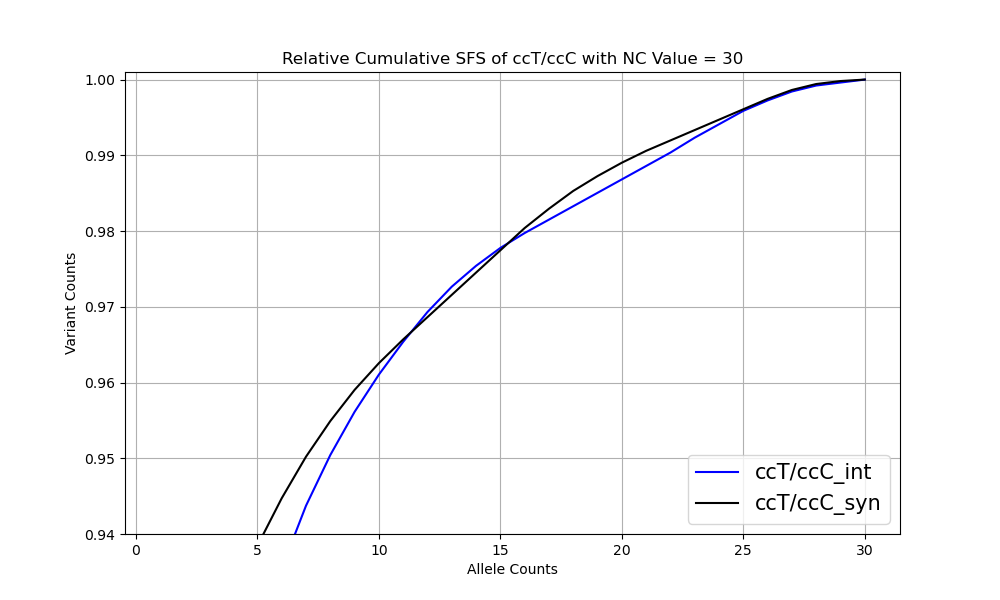 Relative Cumulative SFS of ccT/ccC with NC Value = 30
Variant Counts
1.00
0.99
0.98
0.97
0.96
0.95
0.94
ccT/ccC_int
ccT/ccC_syn
0 5 10 15 20 25 30
Allele Counts